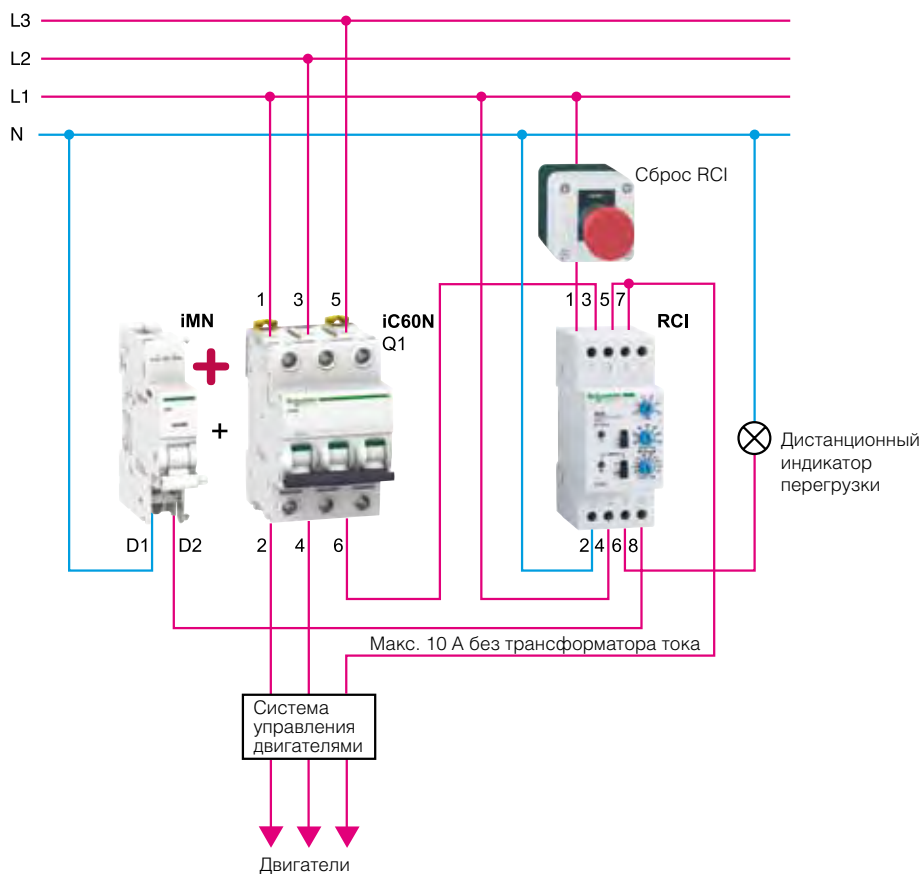 L3
L2
L1
N
Сброс RCI
1 3 5
iMN
iC60N
Q1
1 3 5 7
RCI
+
Дистанционный
индикатор
перегрузки
D1 D2
2 4 6
2 4 6 8
Макс. 10 А без трансформатора тока
Система
управления
двигателями
Двигатели